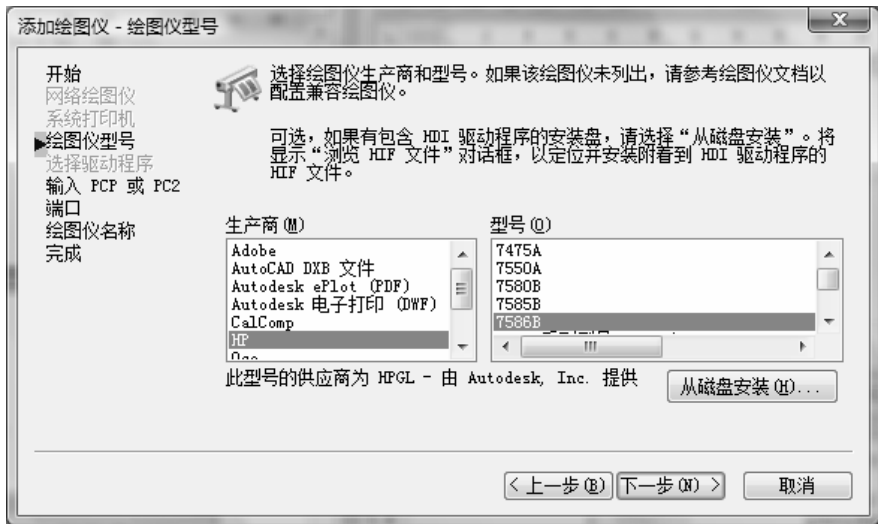 添加绘图仪 - 绘图仪型号
开始
网络绘图仪
系统打印机
绘图仪型号
选择驱动程序
输入 PCP 或 PC2
端口
绘图仪名称
完成
选择绘图仪生产商和型号。如果该绘图仪未列出，请参考绘图仪文档以
配置兼容绘图仪。
可选，如果有包含 HDI 驱动程序的安装盘，请选择“从磁盘安装”。将
显示“浏览 HIF 文件”对话框，以定位并安装附着到 HDI 驱动程序的
HIF 文件。
生产商(M)
Adobe
AutoCAD DXB 文件
Autodesk ePlot (PDF)
Autodesk 电子打印 (DWF)
CalComp
HP
型号(O)
7475A
7550A
7580B
7585B
7586B
此型号的供应商为 HPGL - 由 Autodesk, Inc. 提供
从磁盘安装(H)...
< 上一步(B)
下一步(N) >
取消